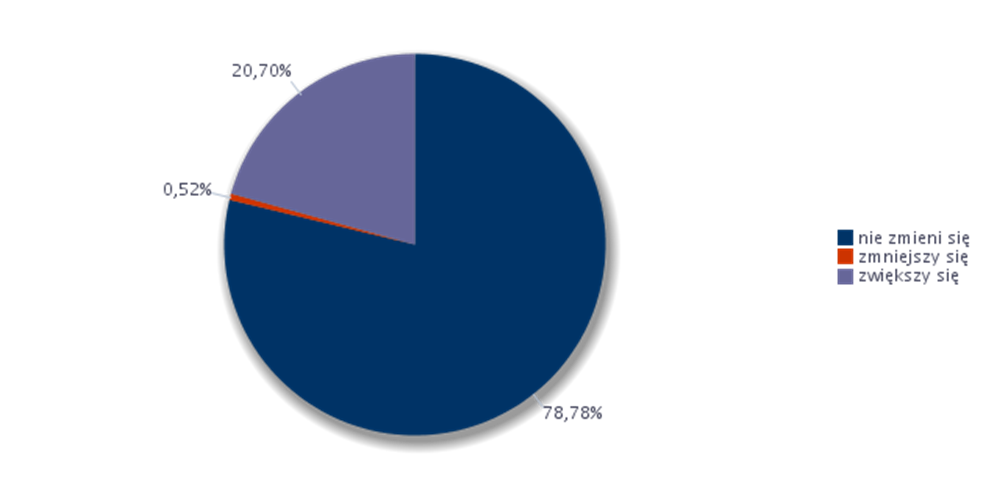 20,70%
0,52%
nie zmieni się
zmniejszy się
zwiększy się
78,78%